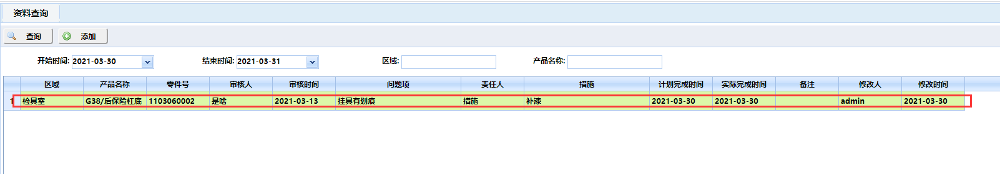 资料查询
查询 添加
开始时间: 2021-03-30 结束时间: 2021-03-31 区域: 产品名称:
区域 产品名称 零件号 审核人 审核时间 问题项 责任人 措施 计划完成时间 实际完成时间 备注 修改人 修改时间
1 检具室 G38/后保险杠底 1103060002 是啥 2021-03-13 挂具有划痕 措施 补漆 2021-03-30 2021-03-30 admin 2021-03-30